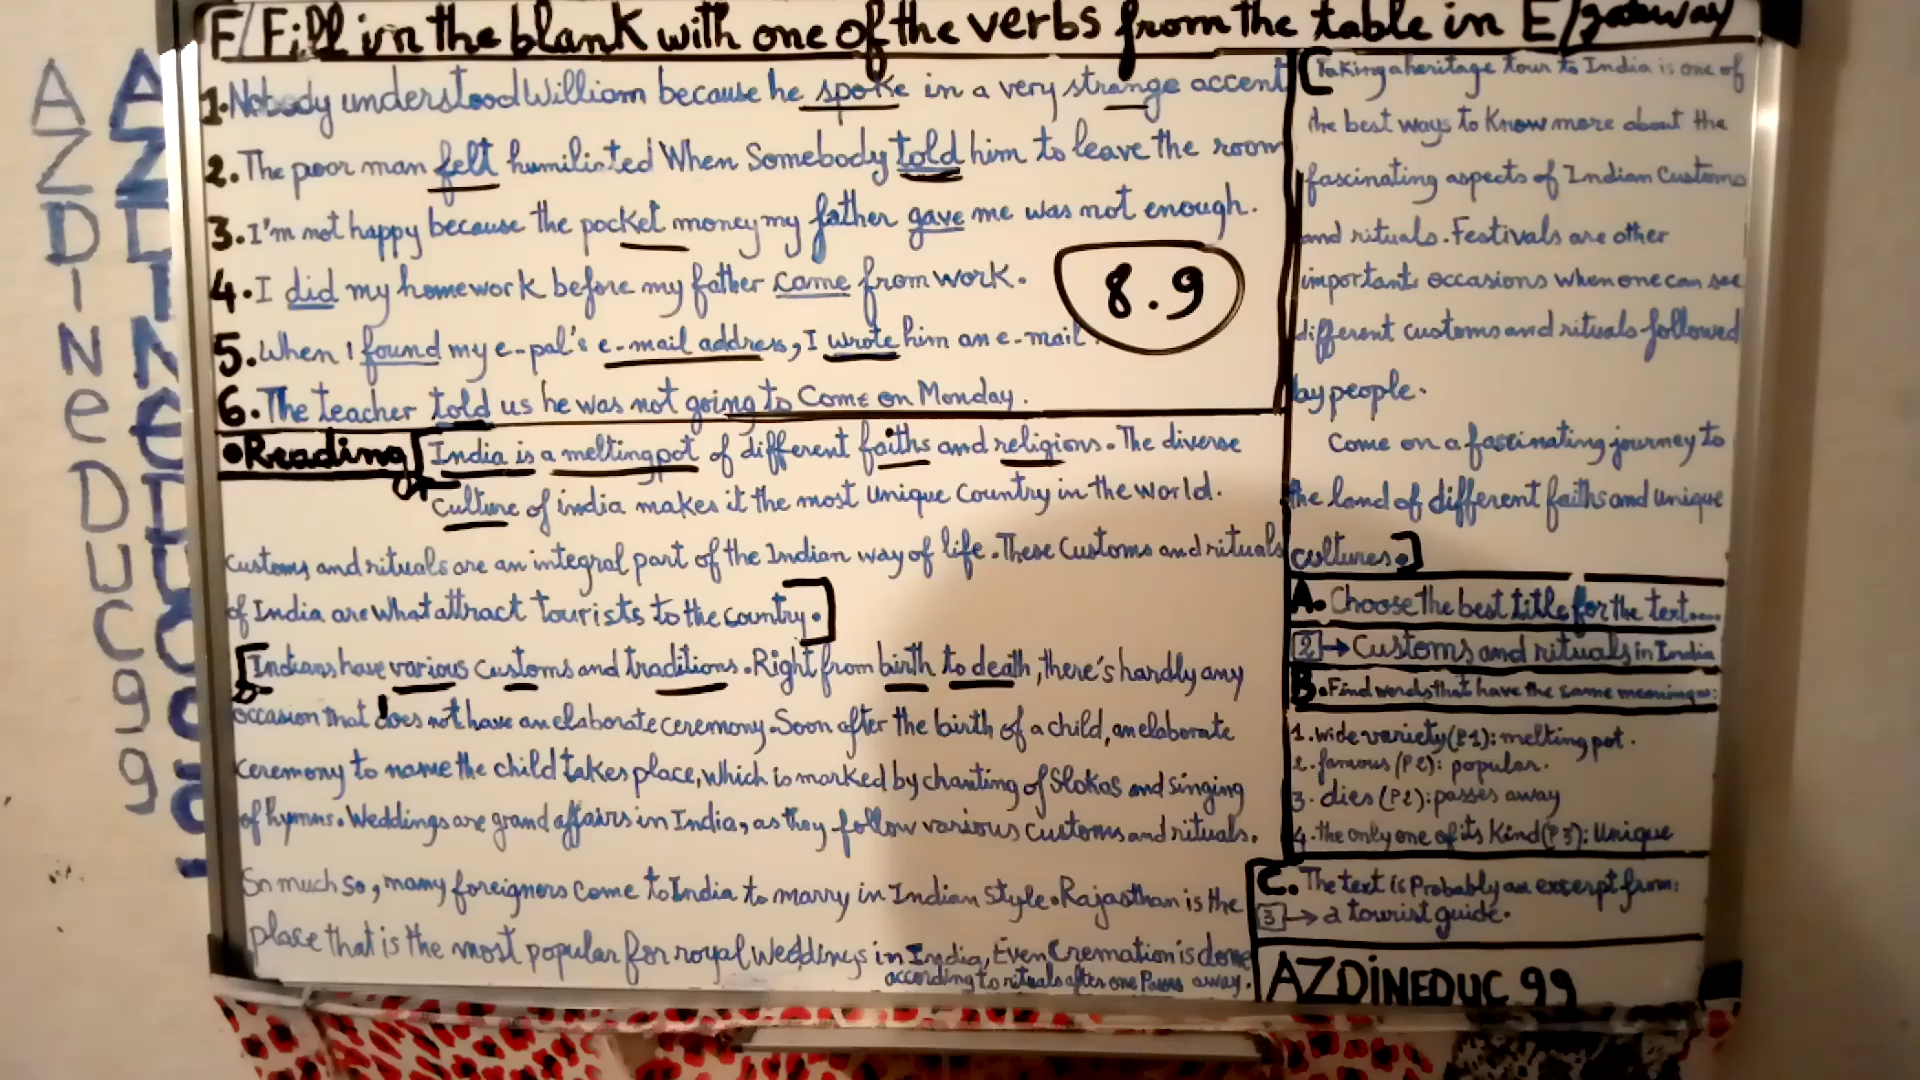 F/ Fill in the blank with one of the verbs from the table in E/gateway
1. Nobody understood William because he spoke in a very strange accent
2. The poor man felt humiliated When Somebody told him to leave the room
3. I'm not happy because the pocket money my father gave me was not enough.
4. I did my homework before my father came from work.
8.9
5. When I found my e-pal's e-mail address, I wrote him an e-mail.
6. The teacher told us he was not going to Come on Monday.
• Reading [India is a melting pot of different faiths and religions. The diverse
Culture of india makes it the most Unique Country in the world.
customs and rituals are an integral part of the Indian way of life. These Customs and rituals
of India are what attract tourists to the country.]
[Indians have various customs and traditions. Right from birth to death, there's hardly any
occasion that does not have an elaborate ceremony. Soon after the birth of a child, an elaborate
ceremony to name the child takes place, which is marked by chanting of Slokas and singing
of hymns. Weddings are grand affairs in India, as they follow various customs and rituals.
So much so, many foreigners come to India to marry in Indian style. Rajasthan is the
place that is the most popular for royal weddings in India, Even Cremation is done
according to rituals after one Passes away.
[Taking a heritage tour to India is one of
the best ways to Know more about the
fascinating aspects of Indian Customs
and rituals. Festivals are other
important occasions when one can see
different customs and rituals followed
by people.
Come on a fascinating journey to
the land of different faiths and unique
cultures.]
A. Choose the best title for the text....
2 → Customs and rituals in India
B. Find words that have the same meaning as:
1. wide variety (P1): melting pot.
2. famous (P2): popular.
3. dies (P2): passes away
4. the only one of its Kind (P3): Unique
C. The text is Probably an excerpt from:
3 → a tourist guide.
AZDINEDUC 99
AZDINeDUC99